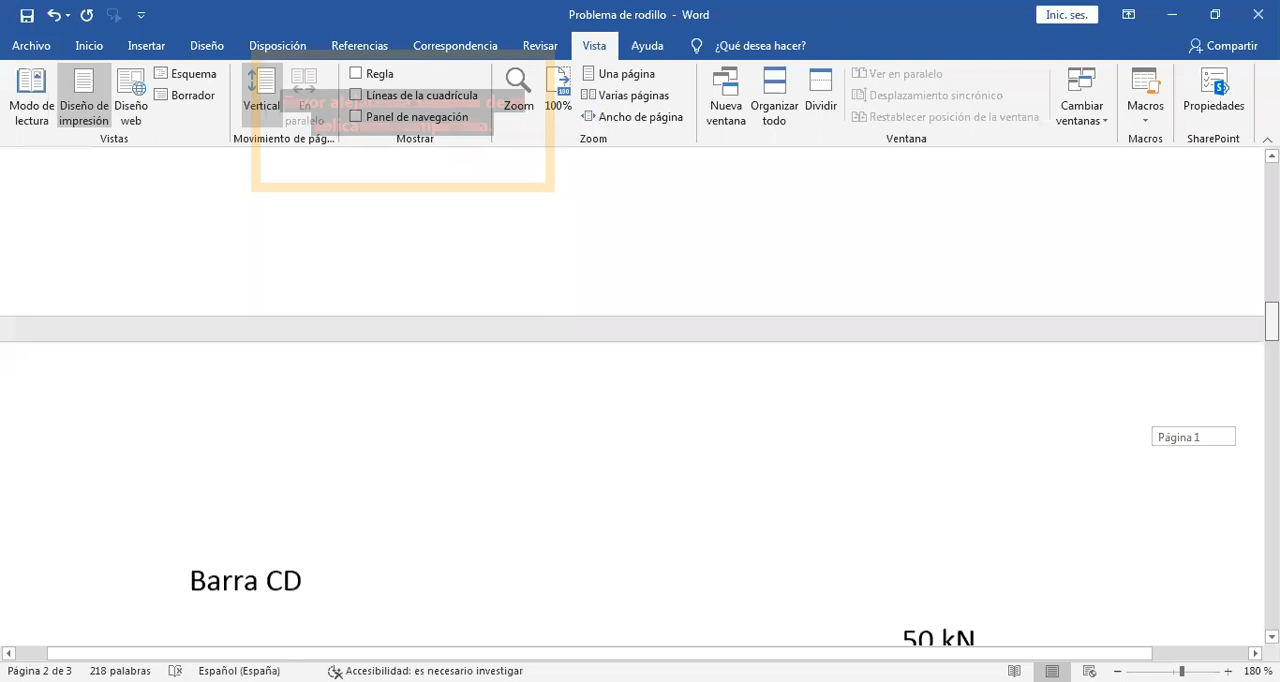 Problema de rodillo - Word
Inic. ses.
Archivo Inicio Insertar Diseño Disposición Referencias Correspondencia Revisar Vista Ayuda ¿Qué desea hacer? Compartir
Modo de lectura
Diseño de impresión
Diseño web
Esquema
Borrador
Vistas
Vertical
En paralelo
Movimiento de pág...
Regla
Líneas de la cuadrícula
Panel de navegación
Mostrar
Zoom
100%
Una página
Varias páginas
Ancho de página
Zoom
Nueva ventana
Organizar todo
Dividir
Ver en paralelo
Desplazamiento sincrónico
Restablecer posición de la ventana
Cambiar ventanas
Ventana
Macros
Macros
Propiedades
SharePoint
Página 1
Barra CD
50 kN
Página 2 de 3 218 palabras Español (España) Accesibilidad: es necesario investigar 180 %